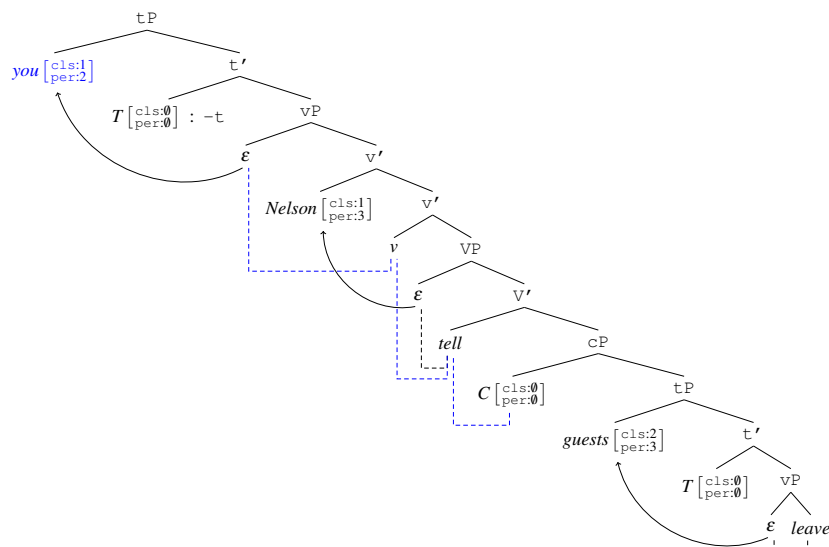 tP
you [cls:1 per:2] t′
T [cls:∅ per:∅] : -t vP
ε v′
Nelson [cls:1 per:3] v′
v VP
ε V′
tell cP
C [cls:∅ per:∅] tP
guests [cls:2 per:3] t′
T [cls:∅ per:∅] vP
ε leave